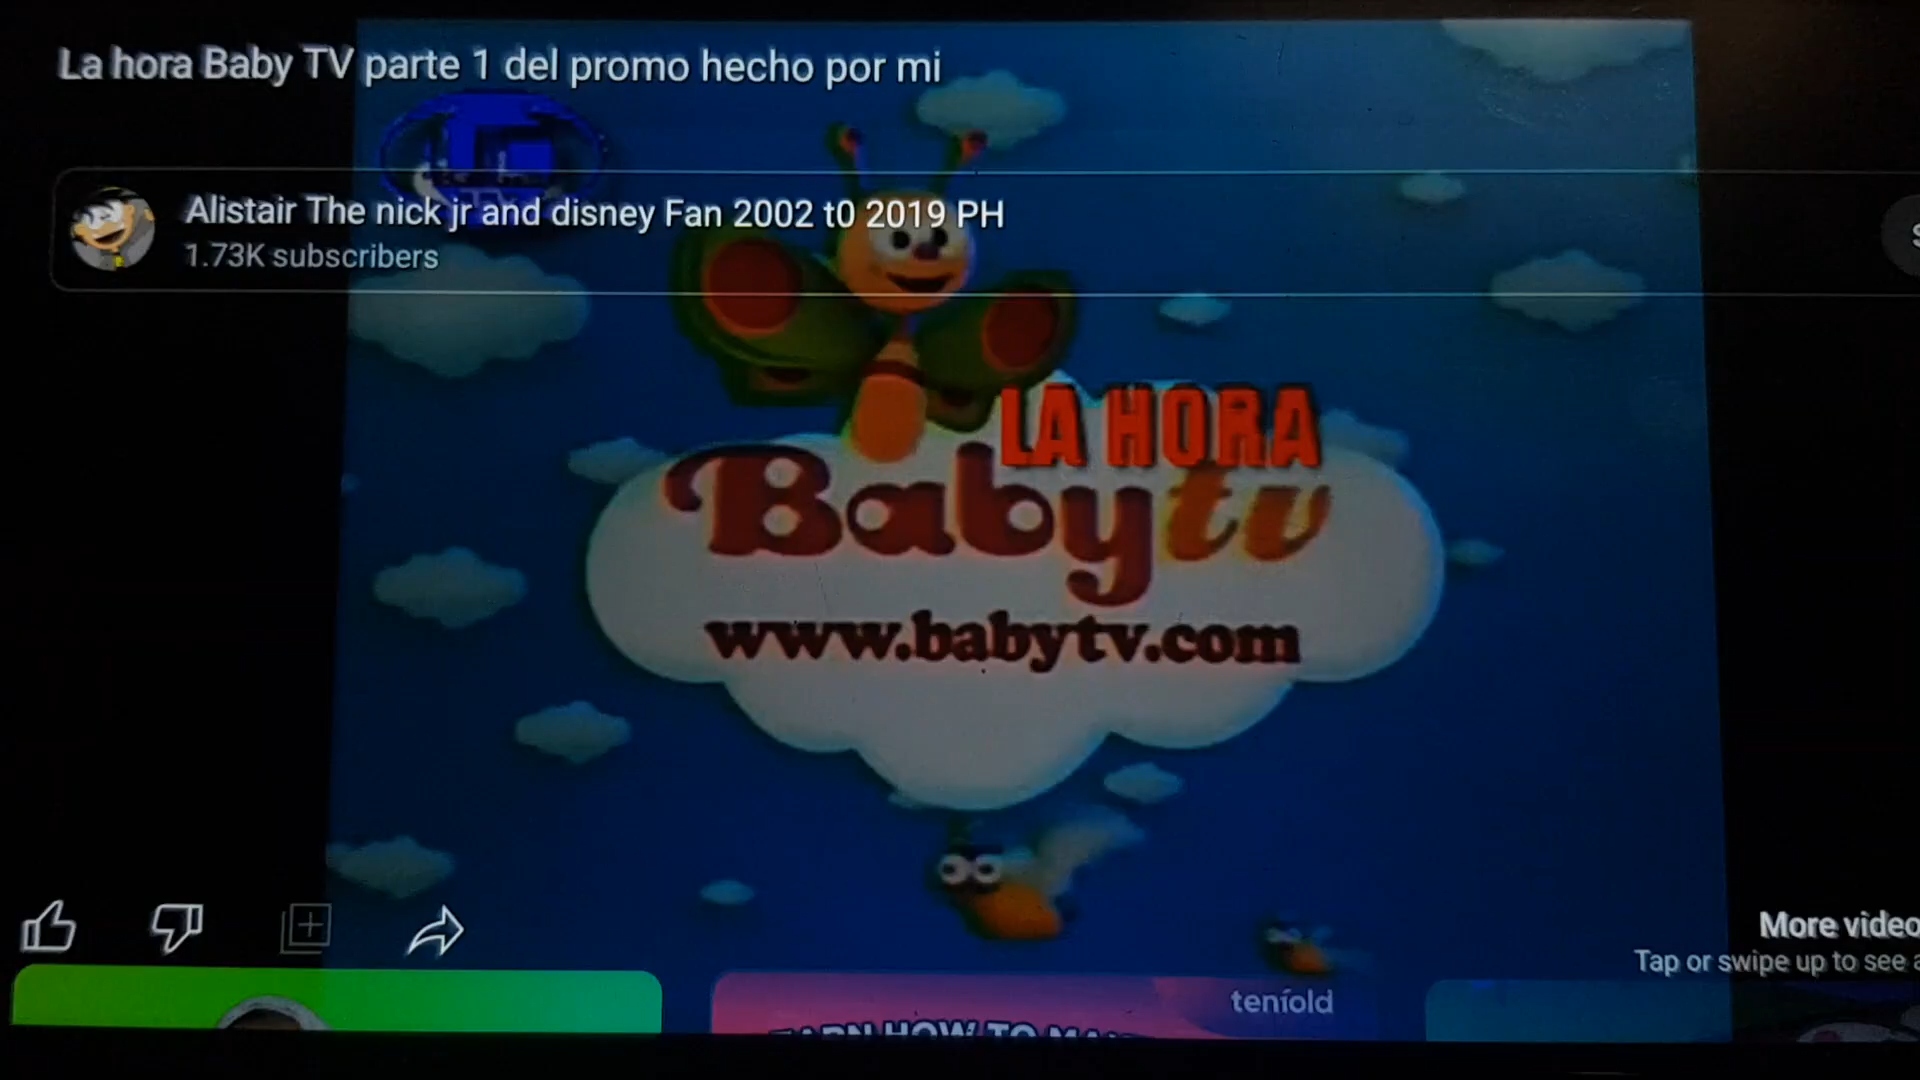 La hora Baby TV parte 1 del promo hecho por mi
Alistair The nick jr and disney Fan 2002 t0 2019 PH
1.73K subscribers
LA HORA
Babytv
www.babytv.com
More video
Tap or swipe up to see a
teníold
HOW TO